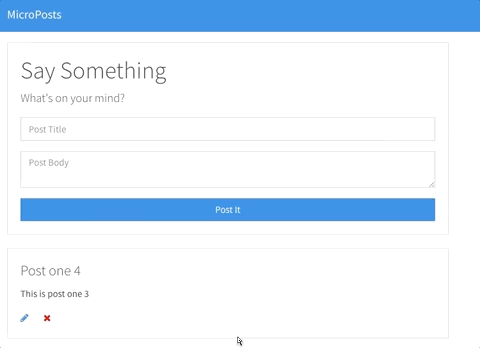 MicroPosts
Say Something
What's on your mind?
Post Title
Post Body
Post It
Post one 4
This is post one 3